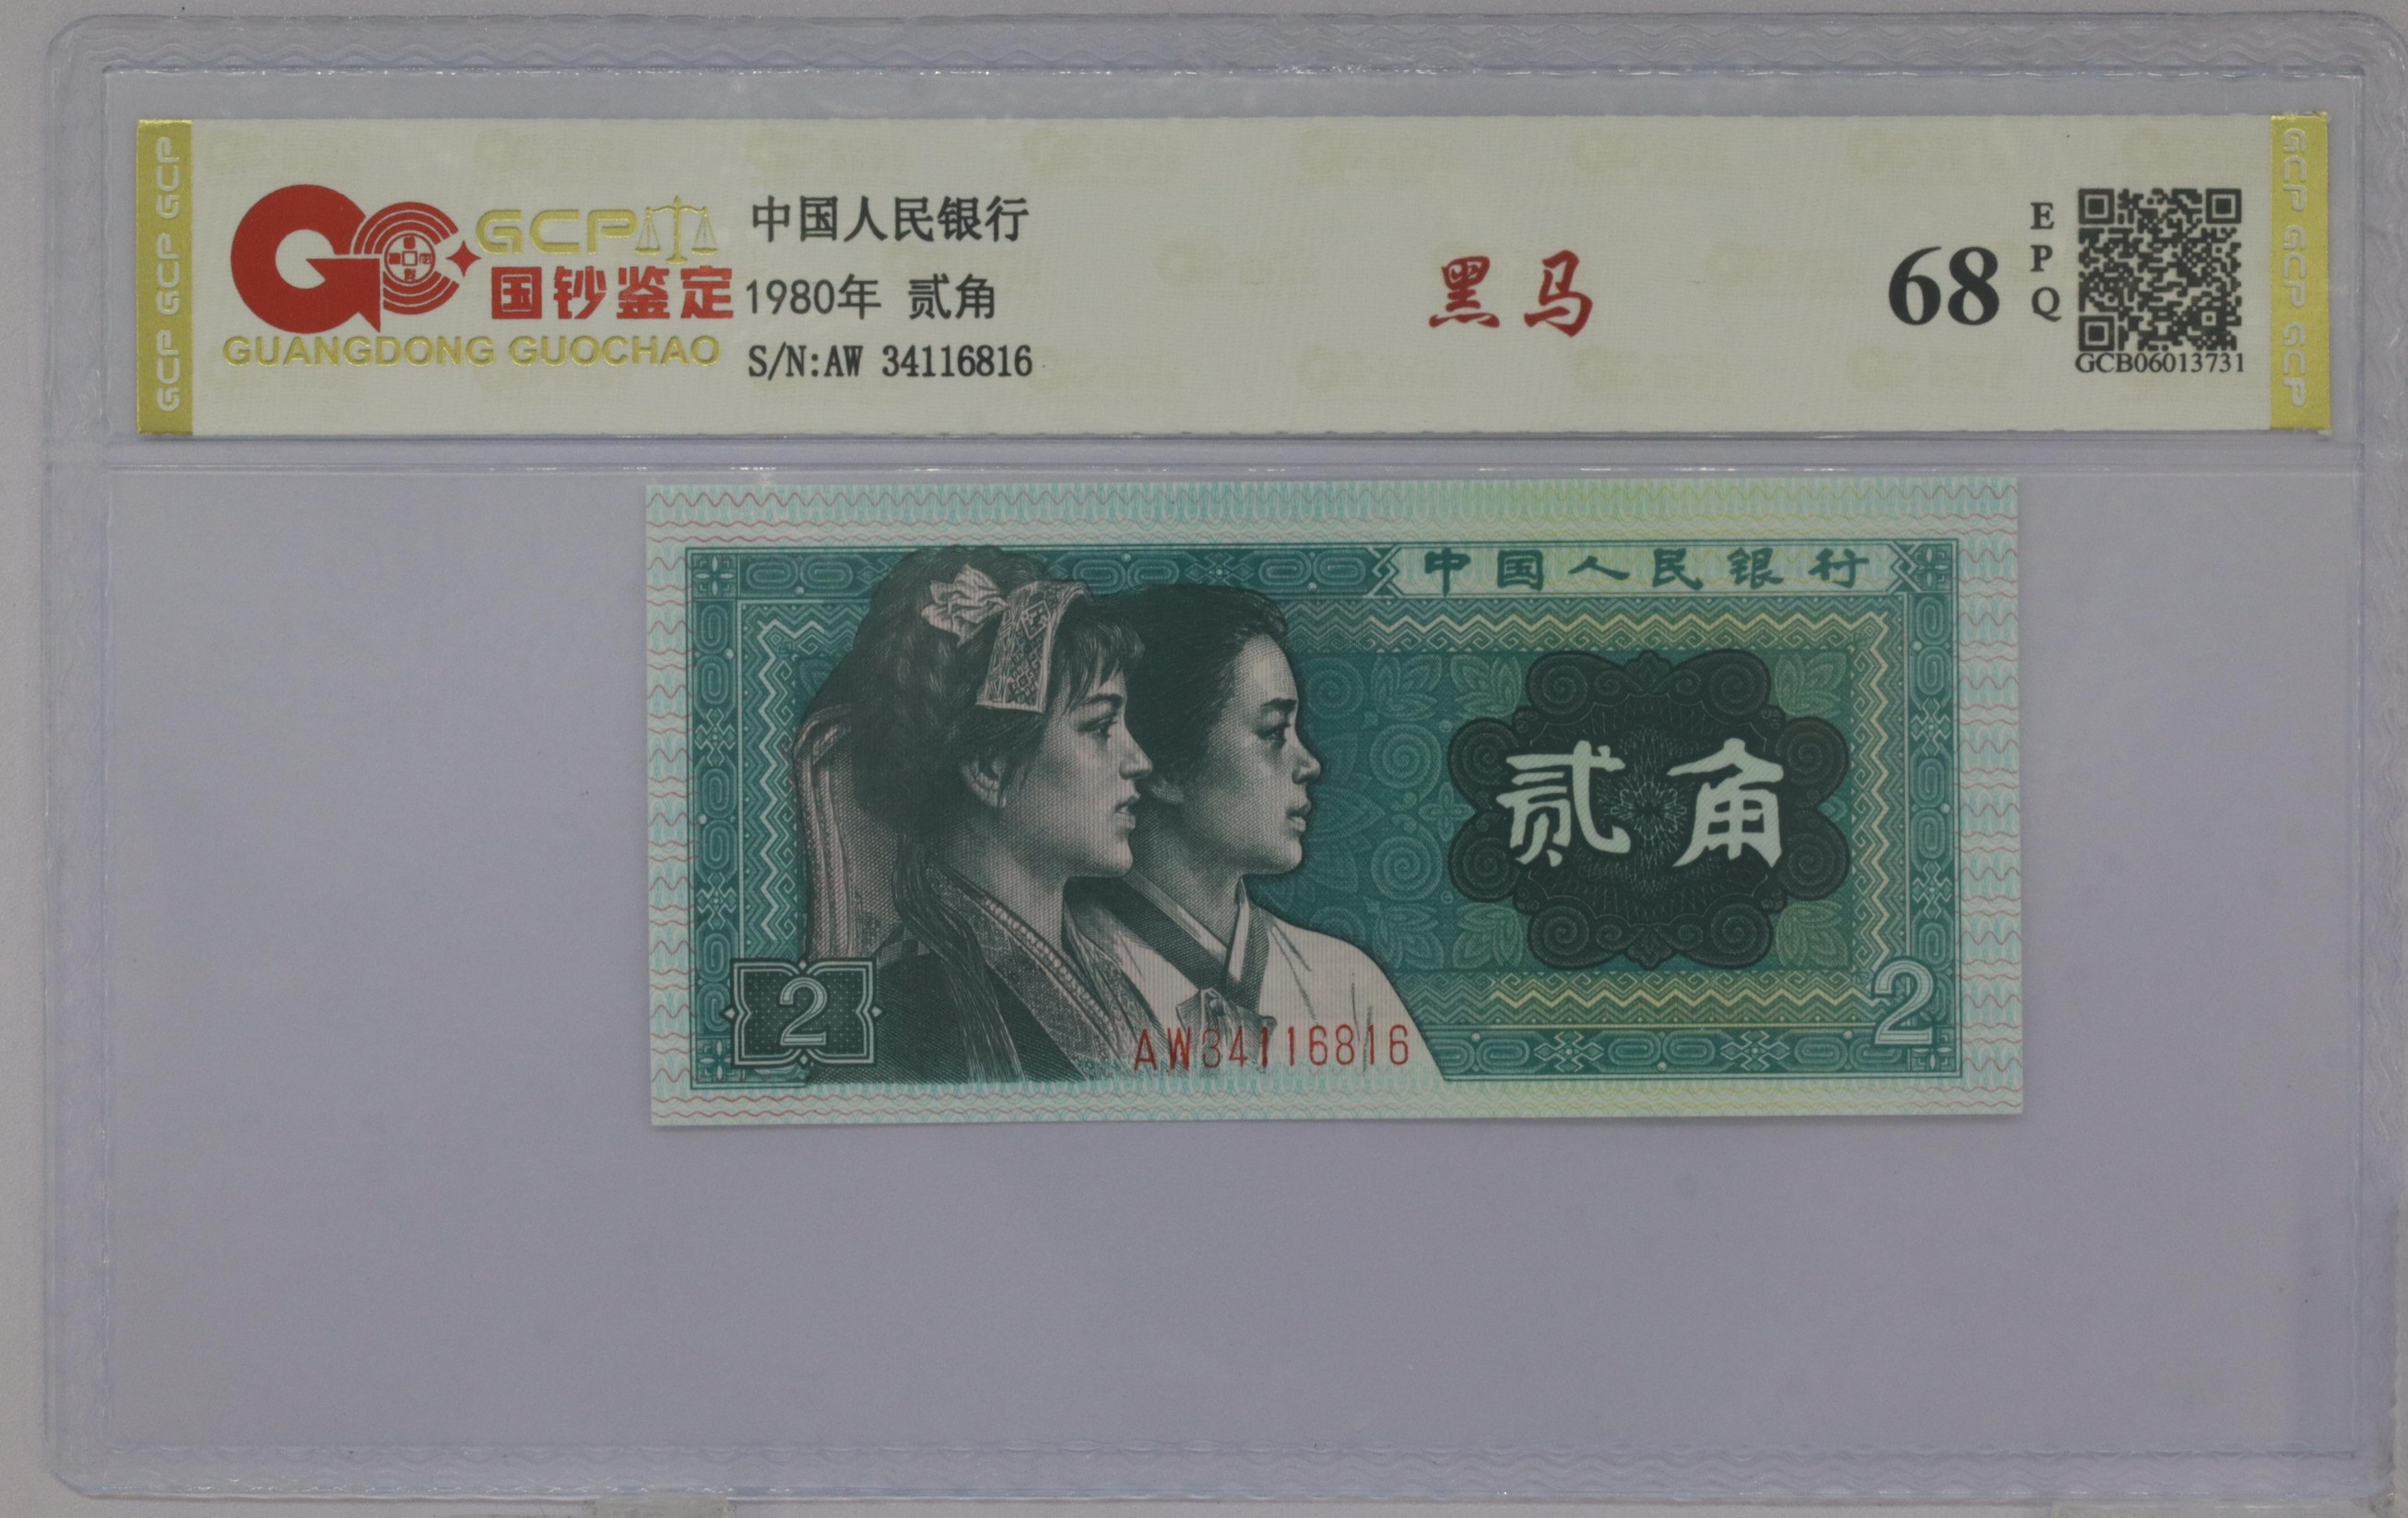 GCP GCP GCP
GCP
国钞鉴定
GUANGDONG GUOCHAO
中国人民银行
1980年 贰角
S/N:AW 34116816
黑马
68
EPQ
GCB06013731
GCP GCP GCP
中国人民银行
贰角
2
AW34116816
2